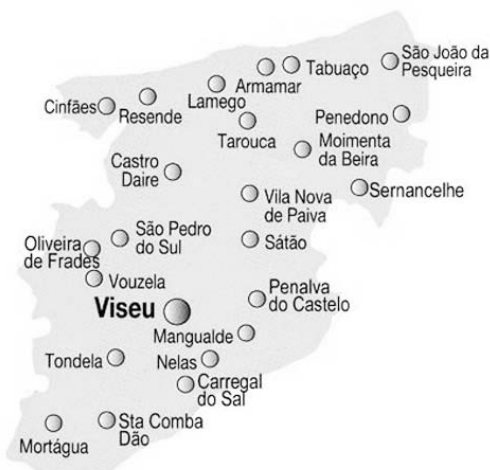 São João da
Pesqueira
Tabuaço
Armamar
Lamego
Cinfães
Resende
Penedono
Tarouca
Moimenta
da Beira
Castro
Daire
Vila Nova
de Paiva
Sernancelhe
São Pedro
do Sul
Oliveira
de Frades
Sátão
Vouzela
Penalva
do Castelo
Viseu
Mangualde
Tondela
Nelas
Carregal
do Sal
Sta Comba
Dão
Mortágua